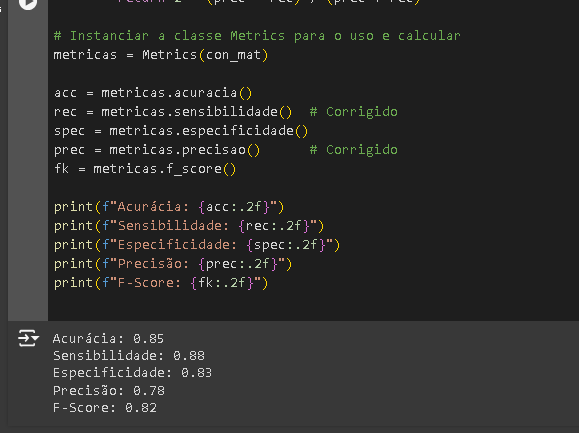 return 2 * (prec * rec) / (prec + rec)
# Instanciar a classe Metrics para o uso e calcular
metricas = Metrics(con_mat)
acc = metricas.acuracia()
rec = metricas.sensibilidade()  # Corrigido
spec = metricas.especificidade()
prec = metricas.precisao()      # Corrigido
fk = metricas.f_score()
print(f"Acurácia: {acc:.2f}")
print(f"Sensibilidade: {rec:.2f}")
print(f"Especificidade: {spec:.2f}")
print(f"Precisão: {prec:.2f}")
print(f"F-Score: {fk:.2f}")
Acurácia: 0.85
Sensibilidade: 0.88
Especificidade: 0.83
Precisão: 0.78
F-Score: 0.82